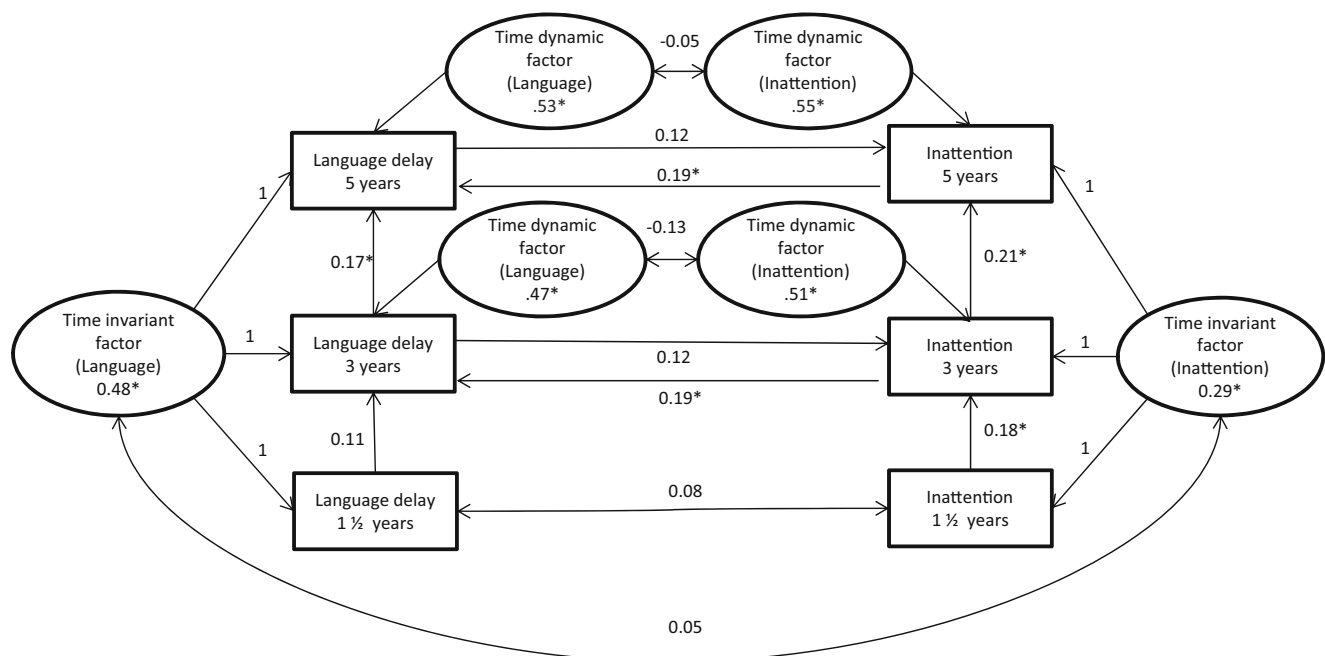 Time dynamic
factor
(Language)
.53*
-0.05
Time dynamic
factor
(Inattention)
.55*
Language delay
5 years
0.12
0.19*
Inattention
5 years
1
1
Time dynamic
factor
(Language)
.47*
-0.13
Time dynamic
factor
(Inattention)
.51*
0.17*
0.21*
Time invariant
factor
(Language)
0.48*
1
Language delay
3 years
0.12
0.19*
Inattention
3 years
1
Time invariant
factor
(Inattention)
0.29*
1
0.11
0.18*
1
Language delay
1 ½ years
0.08
Inattention
1 ½ years
0.05